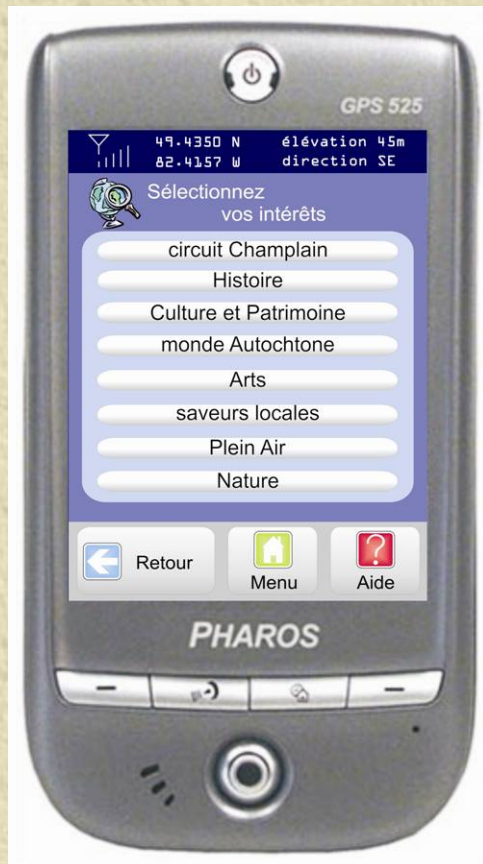 GPS 525
49.4350 N élévation 45m
82.4157 W direction SE
Sélectionnez
vos intérêts
circuit Champlain
Histoire
Culture et Patrimoine
monde Autochtone
Arts
saveurs locales
Plein Air
Nature
Retour
Menu
Aide
PHAROS